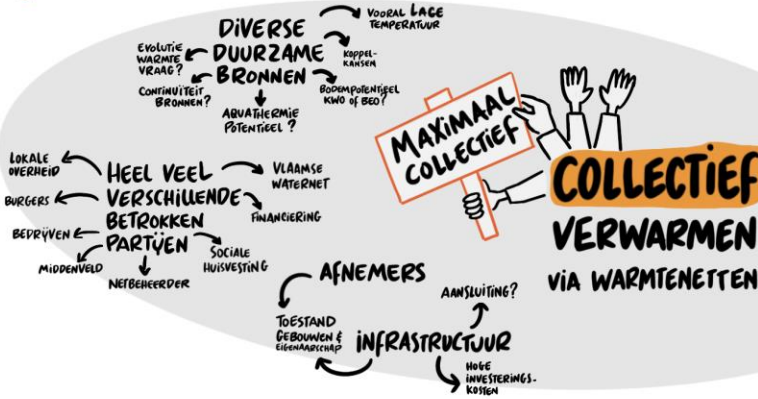 DIVERSE
DUURZAME
BRONNEN
VOORAL LAGE
TEMPERATUUR
KOPPEL-
KANSEN
BODEMPOTENTIEEL
KWO OF BEO?
AQUATHERMIE
POTENTIEEL?
CONTINUÏTEIT
BRONNEN?
EVOLUTIE
WARMTE
VRAAG?
HEEL VEEL
VERSCHILLENDE
BETROKKEN
PARTIJEN
LOKALE
OVERHEID
BURGERS
BEDRIJVEN
MIDDENVELD
NETBEHEERDER
SOCIALE
HUISVESTING
FINANCIERING
VLAAMSE
WATERNET
MAXIMAAL
COLLECTIEF
COLLECTIEF
VERWARMEN
VIA WARMTENETTEN
AFNEMERS
TOESTAND
GEBOUWEN &
EIGENAARSCHAP
INFRASTRUCTUUR
AANSLUITING?
HOGE
INVESTERINGS-
KOSTEN